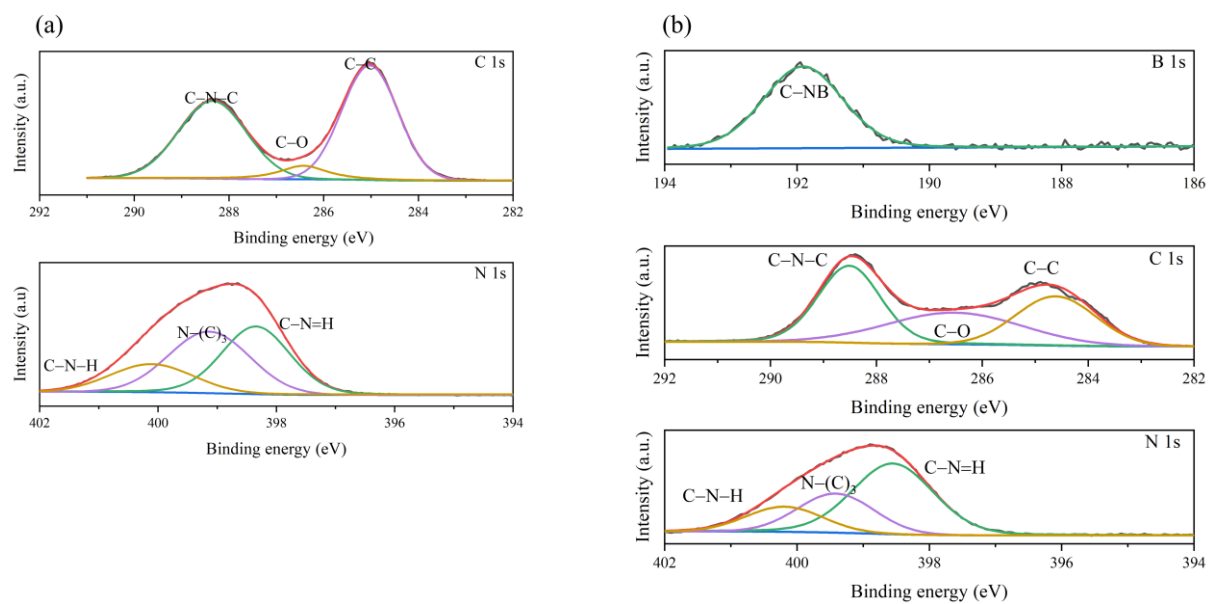 (a)
C 1s
C–C
C–N–C
C–O
Intensity (a.u.)
292 290 288 286 284 282
Binding energy (eV)
N 1s
C–N=H
N–(C)3
C–N–H
Intensity (a.u)
402 400 398 396 394
Binding energy (eV)
(b)
B 1s
C–NB
Intensity (a.u.)
194 192 190 188 186
Binding energy (eV)
C 1s
C–N–C
C–C
C–O
Intensity (a.u.)
292 290 288 286 284 282
Binding energy (eV)
N 1s
C–N=H
N–(C)3
C–N–H
Intensity (a.u.)
402 400 398 396 394
Binding energy (eV)